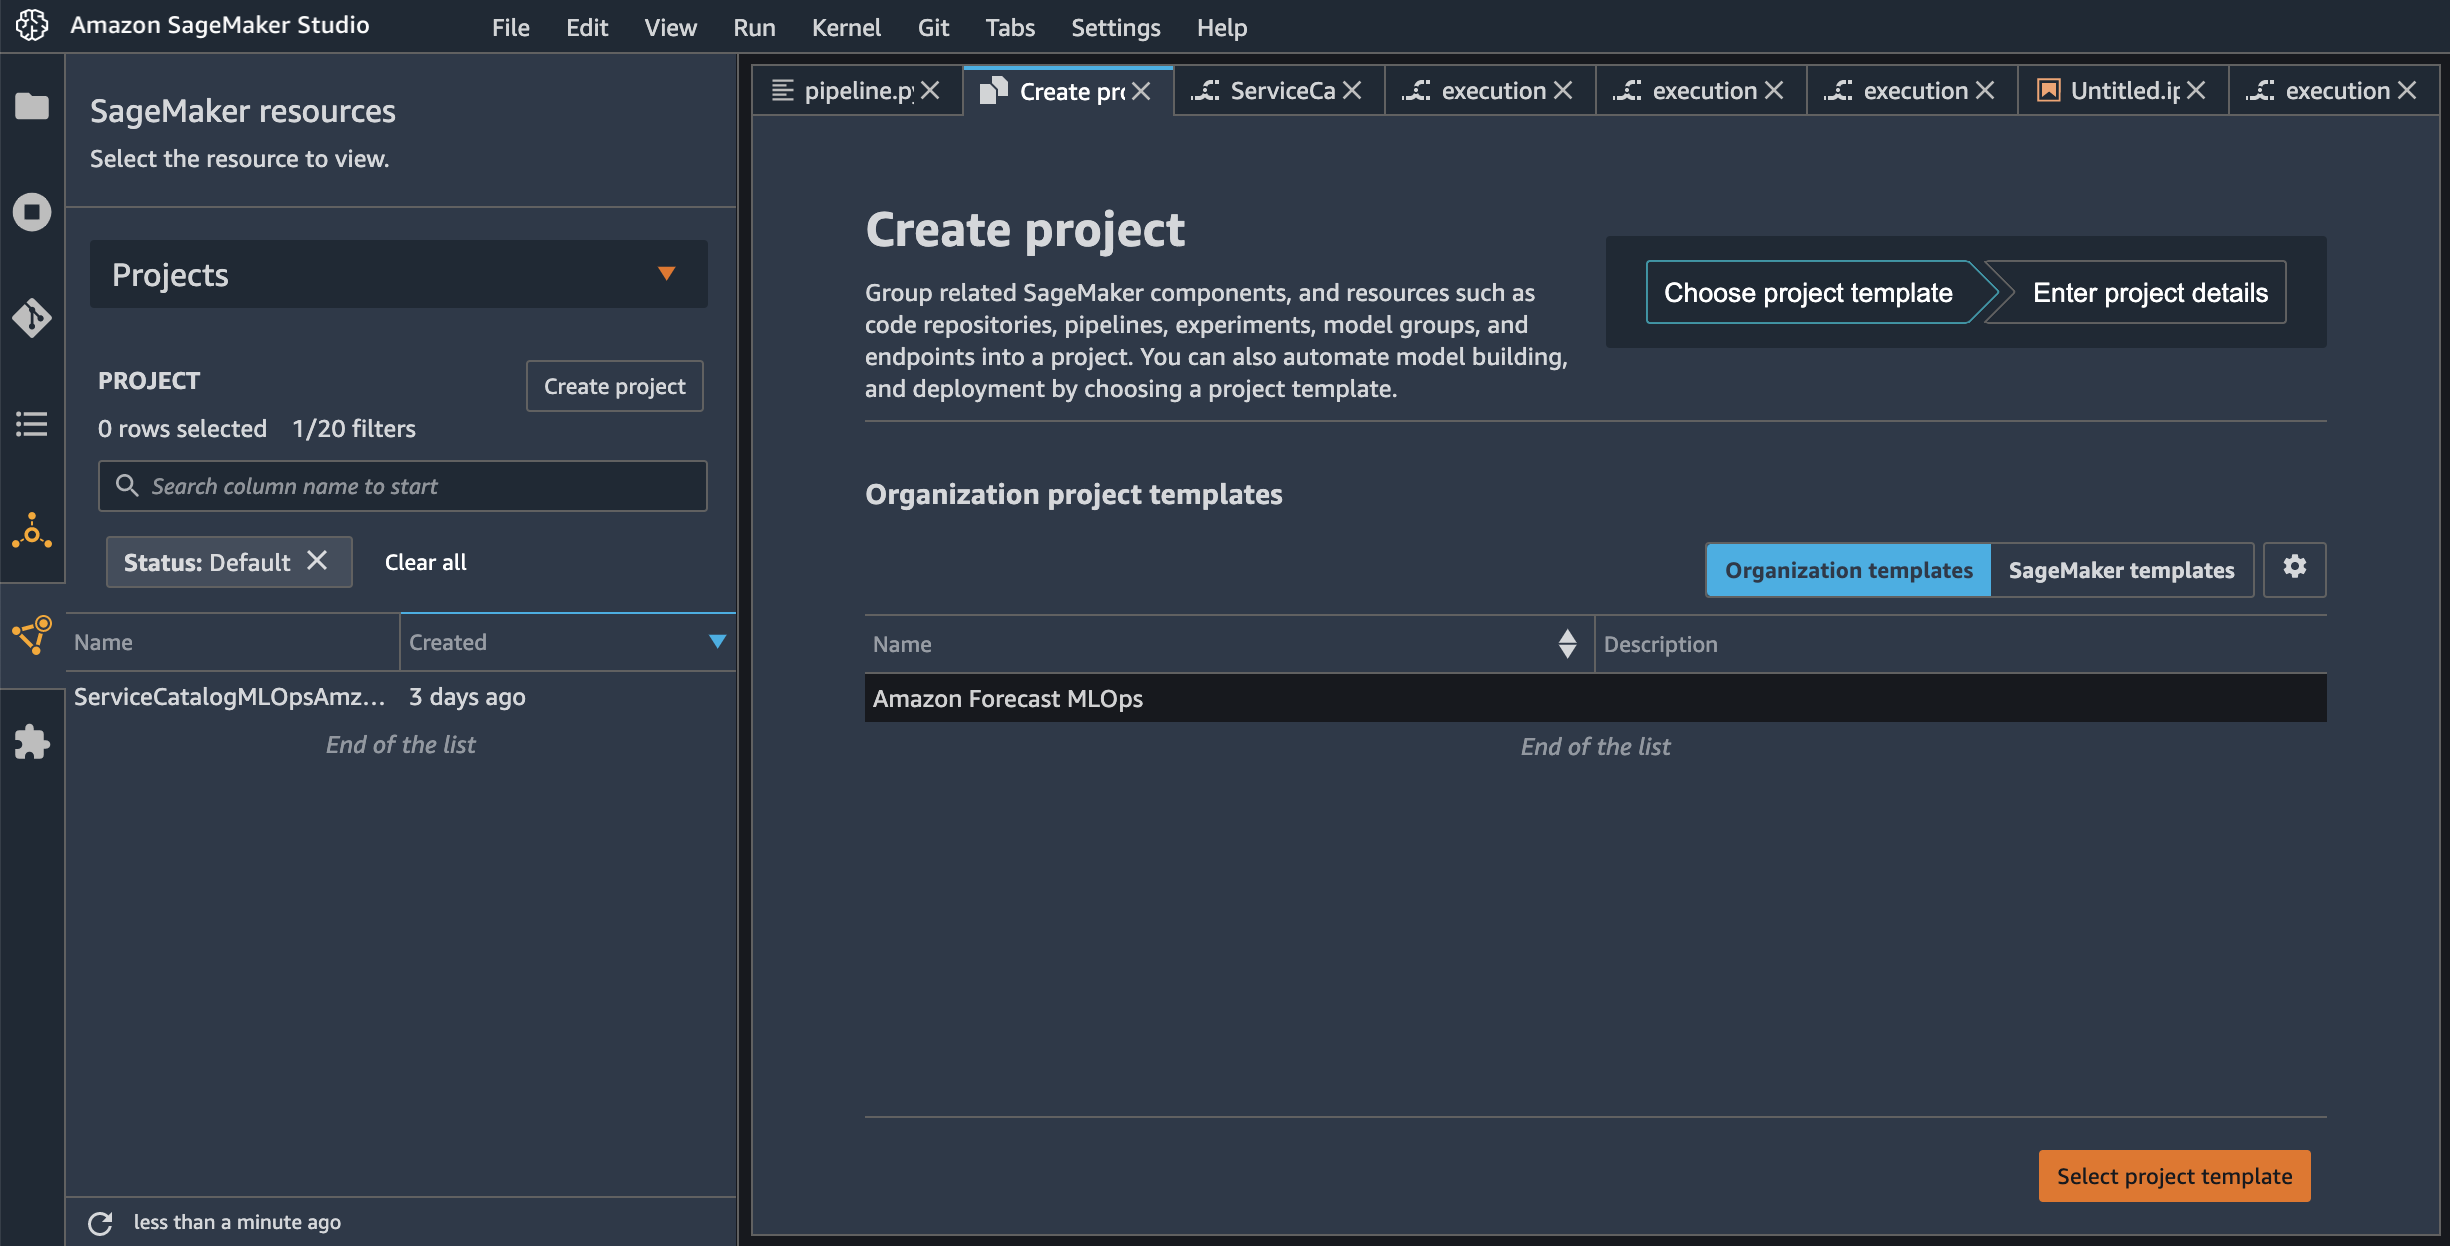 Amazon SageMaker Studio
File Edit View Run Kernel Git Tabs Settings Help
SageMaker resources
Select the resource to view.
Projects
PROJECT
Create project
0 rows selected 1/20 filters
Search column name to start
Status: Default Clear all
Name Created
ServiceCatalogMLOpsAmz... 3 days ago
End of the list
less than a minute ago
pipeline.py Create pro ServiceCa execution execution execution Untitled.ip execution
Create project
Group related SageMaker components, and resources such as
code repositories, pipelines, experiments, model groups, and
endpoints into a project. You can also automate model building,
and deployment by choosing a project template.
Choose project template Enter project details
Organization project templates
Organization templates SageMaker templates
Name Description
Amazon Forecast MLOps
End of the list
Select project template